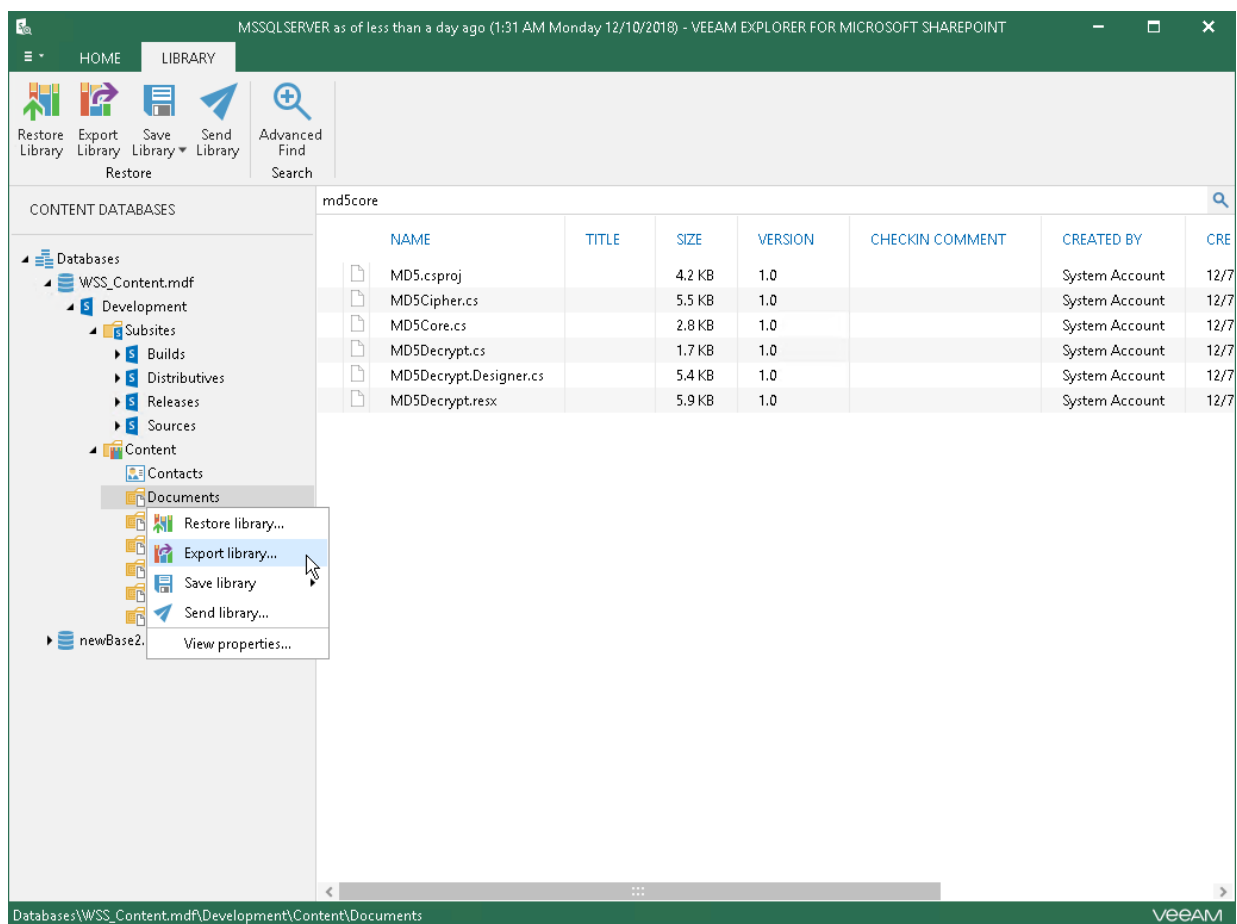 MSSQLSERVER as of less than a day ago (1:31 AM Monday 12/10/2018) - VEEAM EXPLORER FOR MICROSOFT SHAREPOINT
HOME LIBRARY
Restore Library Export Library Save Library Send Library Advanced Find
Restore Search
CONTENT DATABASES
md5core
NAME TITLE SIZE VERSION CHECKIN COMMENT CREATED BY CRE
MD5.csproj 4.2 KB 1.0 System Account 12/7
MD5Cipher.cs 5.5 KB 1.0 System Account 12/7
MD5Core.cs 2.8 KB 1.0 System Account 12/7
MD5Decrypt.cs 1.7 KB 1.0 System Account 12/7
MD5Decrypt.Designer.cs 5.4 KB 1.0 System Account 12/7
MD5Decrypt.resx 5.9 KB 1.0 System Account 12/7
Databases
WSS_Content.mdf
Development
Subsites
Builds
Distributives
Releases
Sources
Content
Contacts
Documents
Restore library...
Export library...
Save library
Send library...
View properties...
newBase2.
Databases\WSS_Content.mdf\Development\Content\Documents
veeam